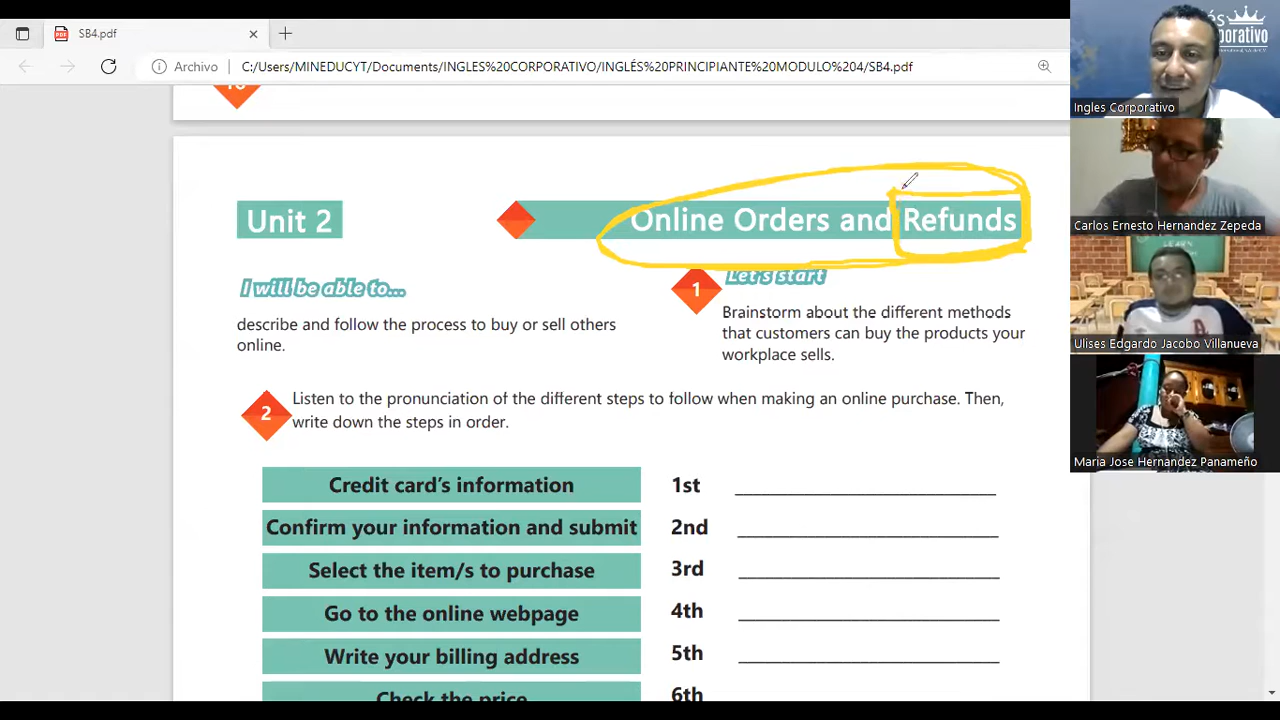 SB4.pdf
Archivo
C:/Users/MINEDUCYT/Documents/INGLES%20CORPORATIVO/INGLÉS%20PRINCIPIANTE%20MODULO%204/SB4.pdf
Unit 2
Online Orders and Refunds
I will be able to...
describe and follow the process to buy or sell others
online.
1
Let's start
Brainstorm about the different methods
that customers can buy the products your
workplace sells.
2
Listen to the pronunciation of the different steps to follow when making an online purchase. Then,
write down the steps in order.
Credit card's information
Confirm your information and submit
Select the item/s to purchase
Go to the online webpage
Write your billing address
Check the price
1st
2nd
3rd
4th
5th
6th
Ingles Corporativo
Carlos Ernesto Hernandez Zepeda
LEARN
Ulises Edgardo Jacobo Villanueva
Maria Jose Hernandez Panameño